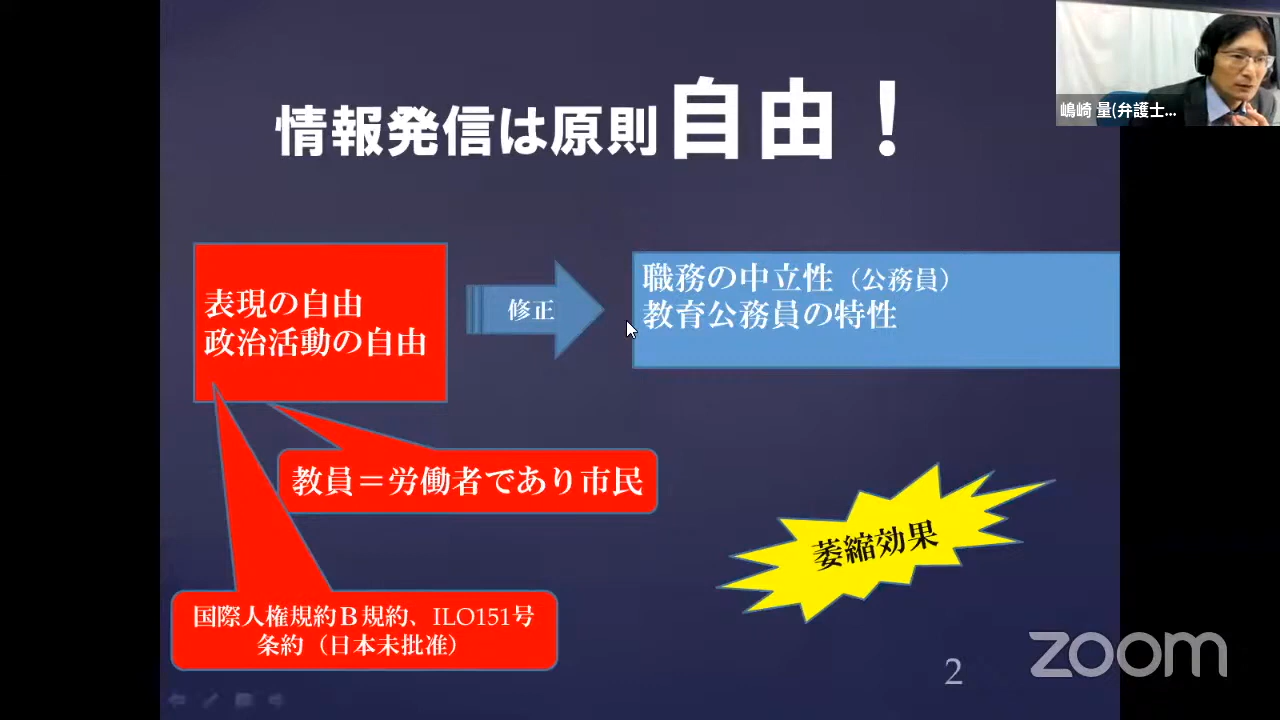 嶋﨑 量(弁護士...
情報発信は原則自由！
表現の自由
政治活動の自由
修正
職務の中立性（公務員）
教育公務員の特性
教員＝労働者であり市民
萎縮効果
国際人権規約Ｂ規約、ILO151号
条約（日本未批准）
2
zoom